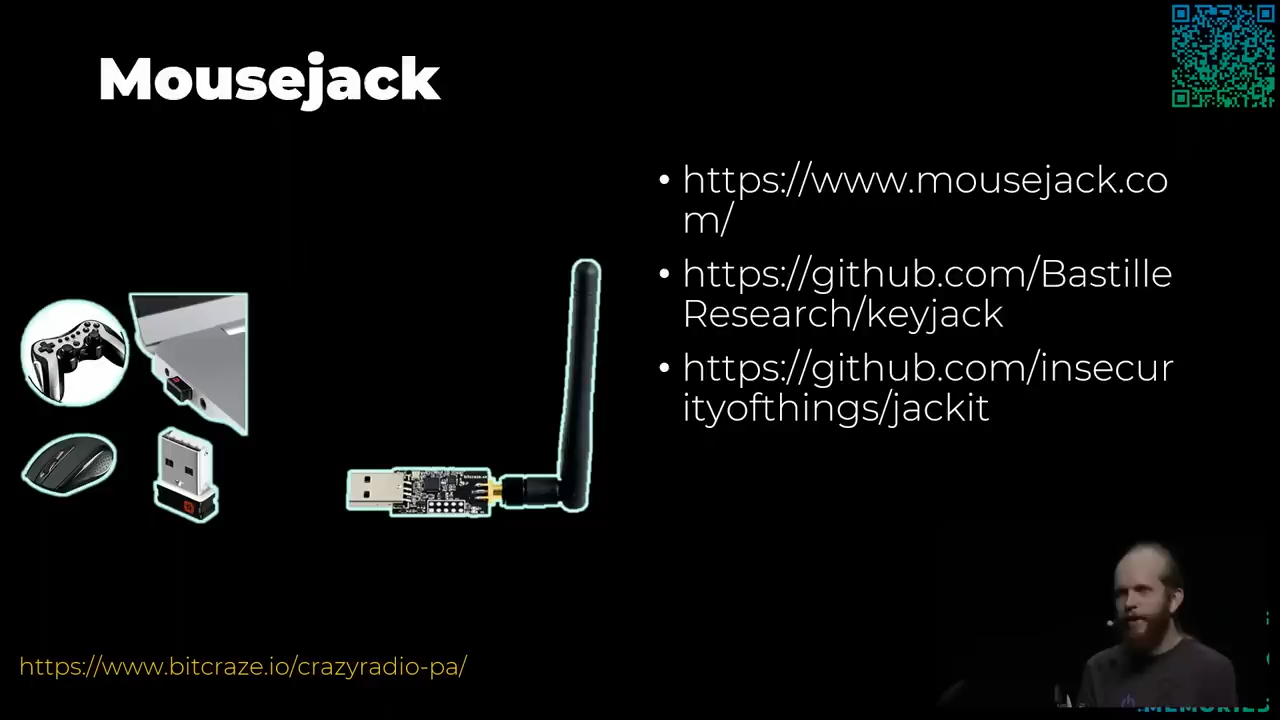 Mousejack
• https://www.mousejack.co
m/
• https://github.com/Bastille
Research/keyjack
• https://github.com/insecur
ityofthings/jackit
https://www.bitcraze.io/crazyradio-pa/